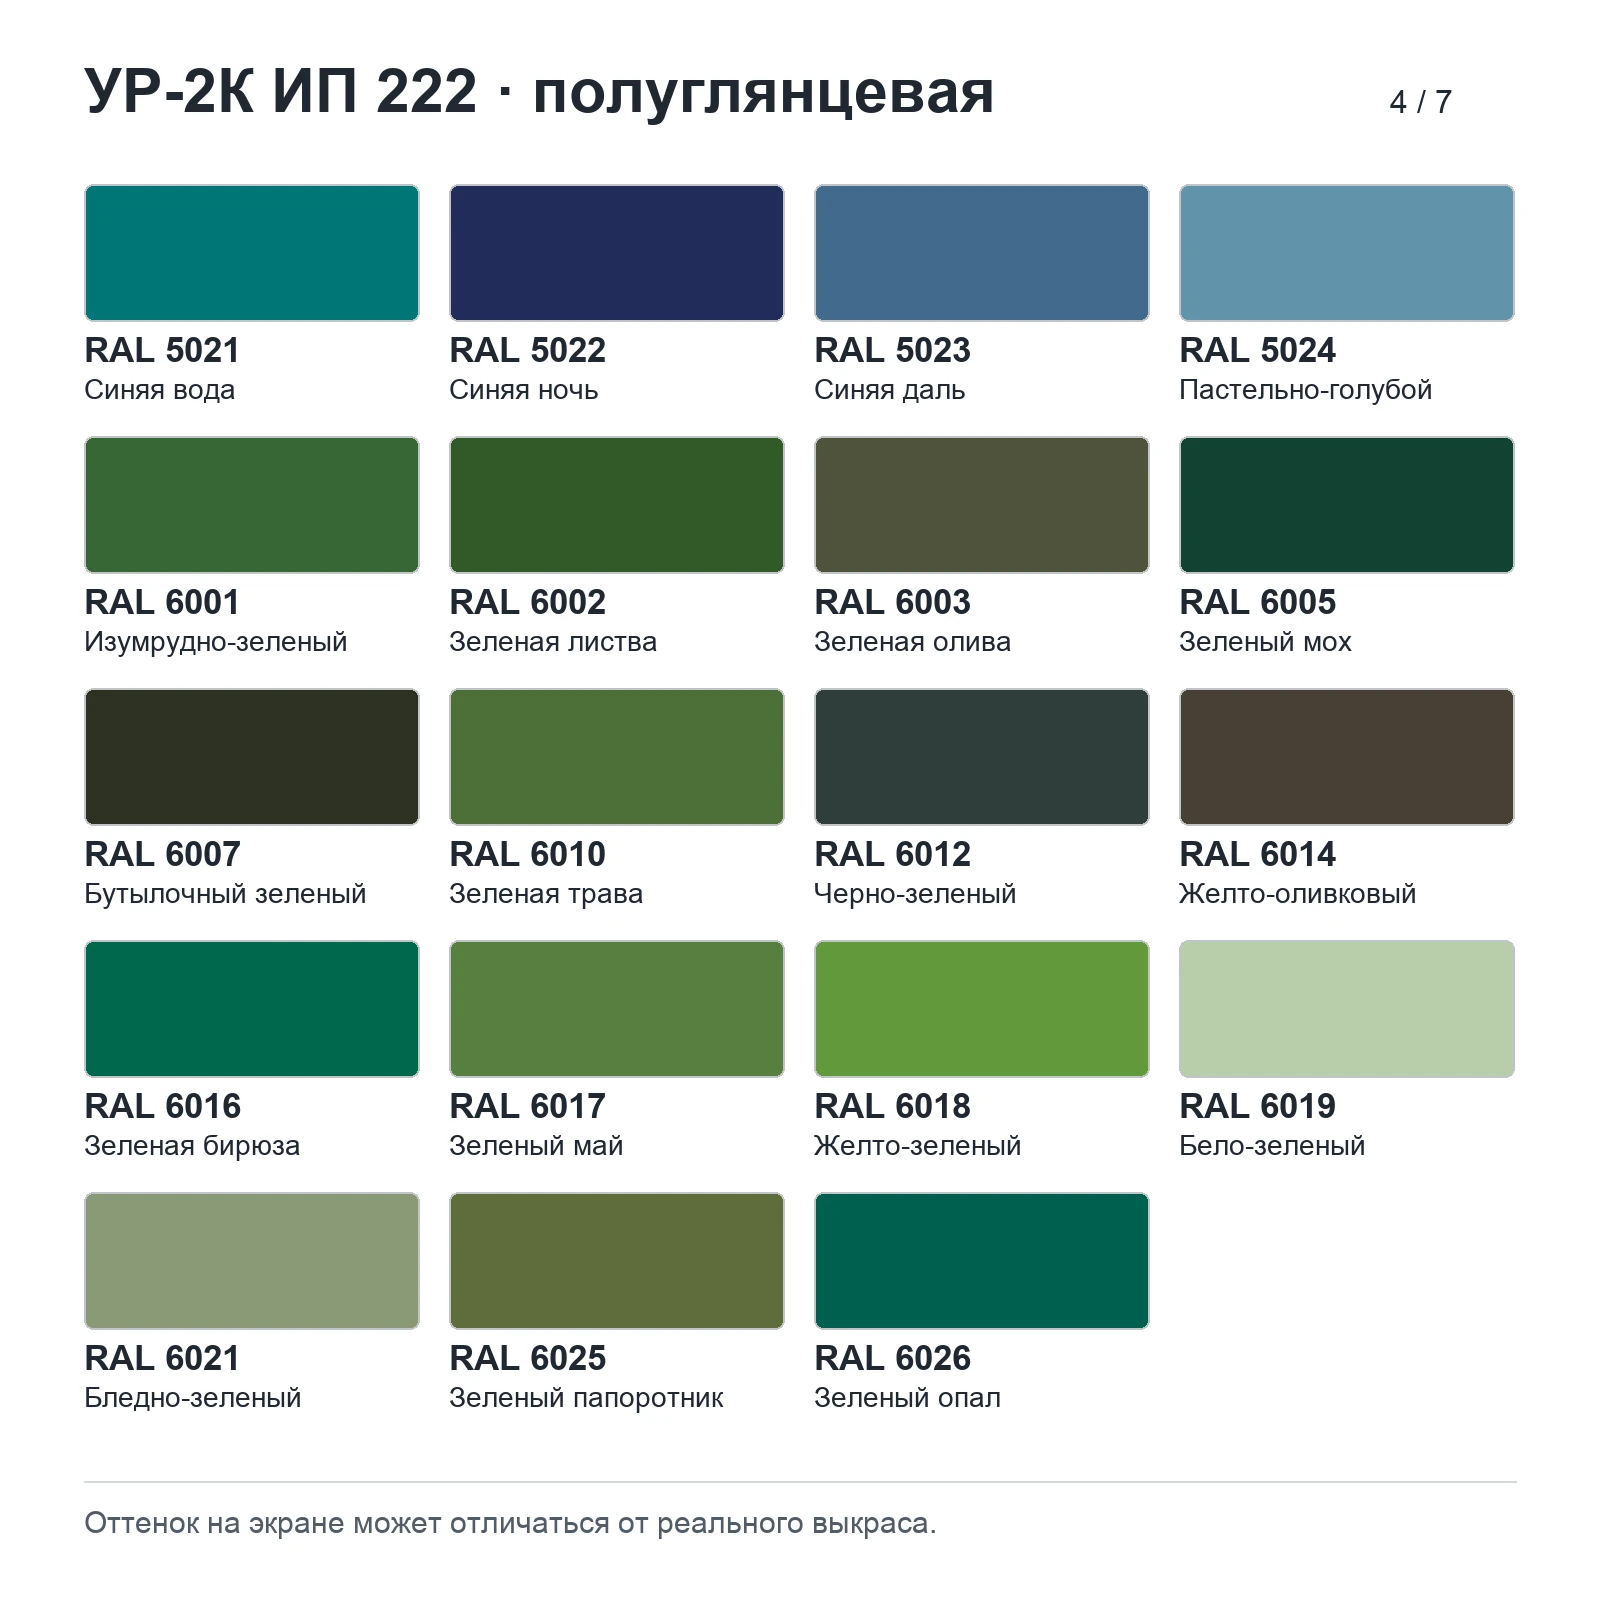 УР-2К ИП 222 · полуглянцевая
4 / 7
RAL 5021
Синяя вода
RAL 5022
Синяя ночь
RAL 5023
Синяя даль
RAL 5024
Пастельно-голубой
RAL 6001
Изумрудно-зеленый
RAL 6002
Зеленая листва
RAL 6003
Зеленая олива
RAL 6005
Зеленый мох
RAL 6007
Бутылочный зеленый
RAL 6010
Зеленая трава
RAL 6012
Черно-зеленый
RAL 6014
Желто-оливковый
RAL 6016
Зеленая бирюза
RAL 6017
Зеленый май
RAL 6018
Желто-зеленый
RAL 6019
Бело-зеленый
RAL 6021
Бледно-зеленый
RAL 6025
Зеленый папоротник
RAL 6026
Зеленый опал
Оттенок на экране может отличаться от реального выкраса.